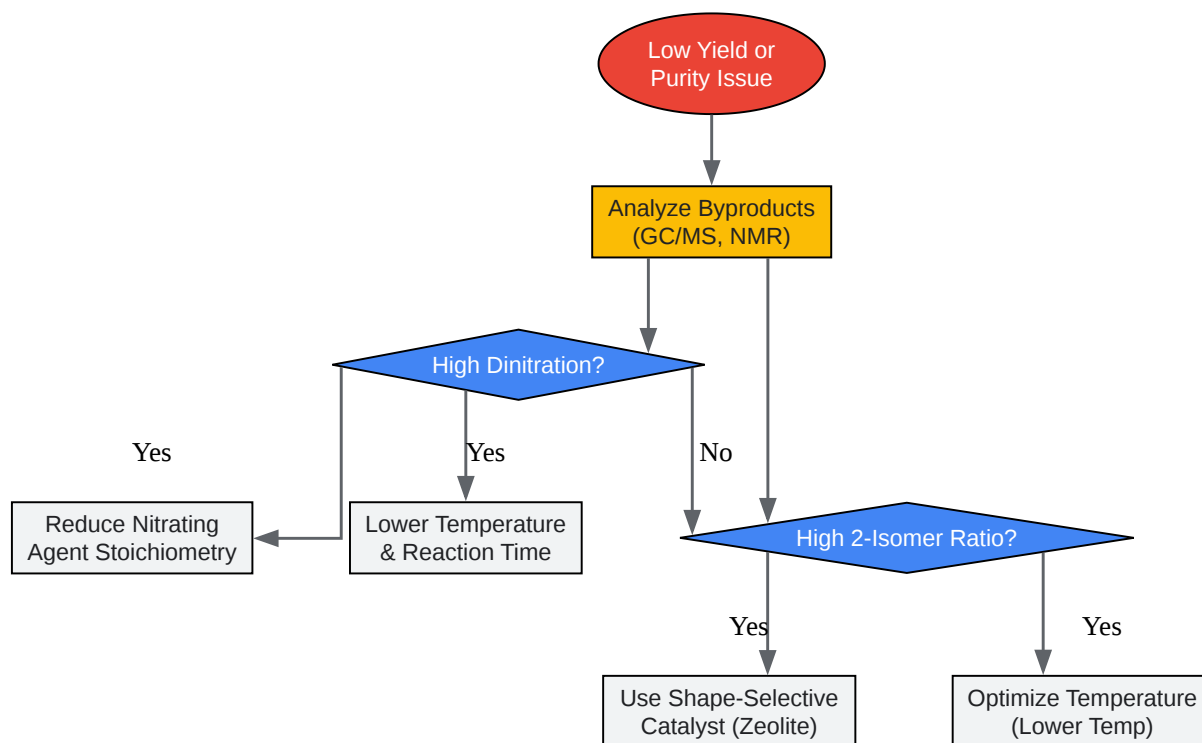 Low Yield or
Purity Issue
Analyze Byproducts
(GC/MS, NMR)
High Dinitration?
Yes
Yes
No
Reduce Nitrating
Agent Stoichiometry
Lower Temperature
& Reaction Time
High 2-Isomer Ratio?
Yes
Yes
Use Shape-Selective
Catalyst (Zeolite)
Optimize Temperature
(Lower Temp)